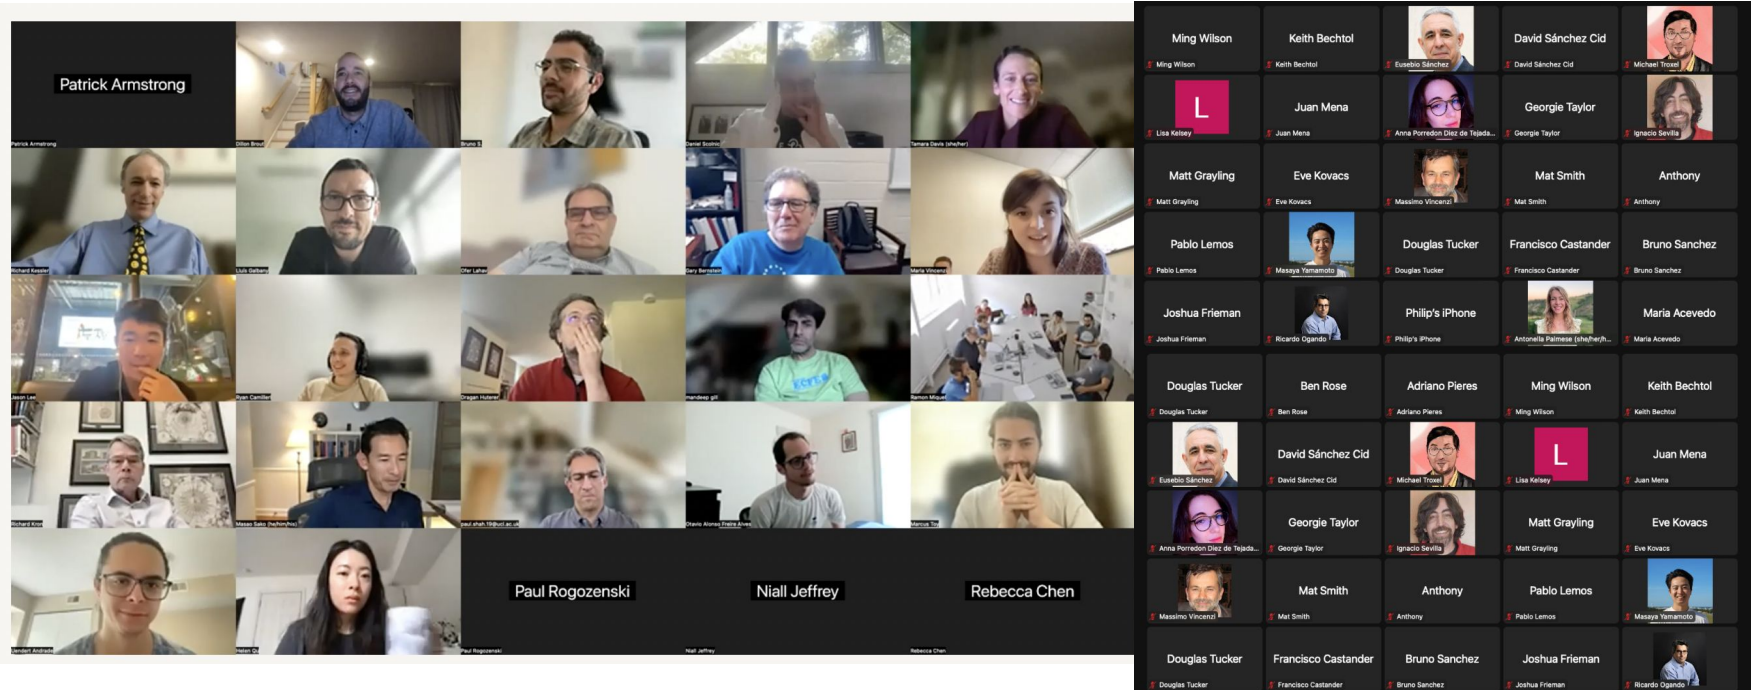 Patrick Armstrong
Patrick Armstrong
Dillon Brout
Bruno S.
Daniel Scolnic
Tamara Davis (she/her)
Richard Kessler
Lluís Galbany
Ofer Lahav
Gary Bernstein
Maria Vincenzi
Jason Lee
Ryan Camilleri
Dragan Huterer
mandeep gill
Ramon Miquel
Richard Kron
Masao Sako (he/him/his)
paul.shah.19@ucl.ac.uk
Otavio Alonso Freire Alves
Marcus Toy
Paul Rogozenski
Niall Jeffrey
Rebecca Chen
Uendert Andrade
Helen Qu
Paul Rogozenski
Niall Jeffrey
Rebecca Chen
Ming Wilson
Keith Bechtol
David Sánchez Cid
Ming Wilson
Keith Bechtol
Eusebio Sánchez
David Sánchez Cid
Michael Troxel
L
Juan Mena
Georgie Taylor
Lisa Kelsey
Juan Mena
Anna Porredon Diez de Tejada...
Georgie Taylor
Ignacio Sevilla
Matt Grayling
Eve Kovacs
Mat Smith
Anthony
Matt Grayling
Eve Kovacs
Massimo Vincenzi
Mat Smith
Anthony
Pablo Lemos
Douglas Tucker
Francisco Castander
Bruno Sanchez
Pablo Lemos
Masaya Yamamoto
Douglas Tucker
Francisco Castander
Bruno Sanchez
Joshua Frieman
Philip's iPhone
Maria Acevedo
Joshua Frieman
Ricardo Ogando
Philip's iPhone
Antonella Palmese (she/her/h...
Maria Acevedo
Douglas Tucker
Ben Rose
Adriano Pieres
Ming Wilson
Keith Bechtol
Douglas Tucker
Ben Rose
Adriano Pieres
Ming Wilson
Keith Bechtol
David Sánchez Cid
L
Juan Mena
Eusebio Sánchez
David Sánchez Cid
Michael Troxel
Lisa Kelsey
Juan Mena
Georgie Taylor
Matt Grayling
Eve Kovacs
Anna Porredon Diez de Tejada...
Georgie Taylor
Ignacio Sevilla
Matt Grayling
Eve Kovacs
Mat Smith
Anthony
Pablo Lemos
Massimo Vincenzi
Mat Smith
Anthony
Pablo Lemos
Masaya Yamamoto
Douglas Tucker
Francisco Castander
Bruno Sanchez
Joshua Frieman
Douglas Tucker
Francisco Castander
Bruno Sanchez
Joshua Frieman
Ricardo Ogando